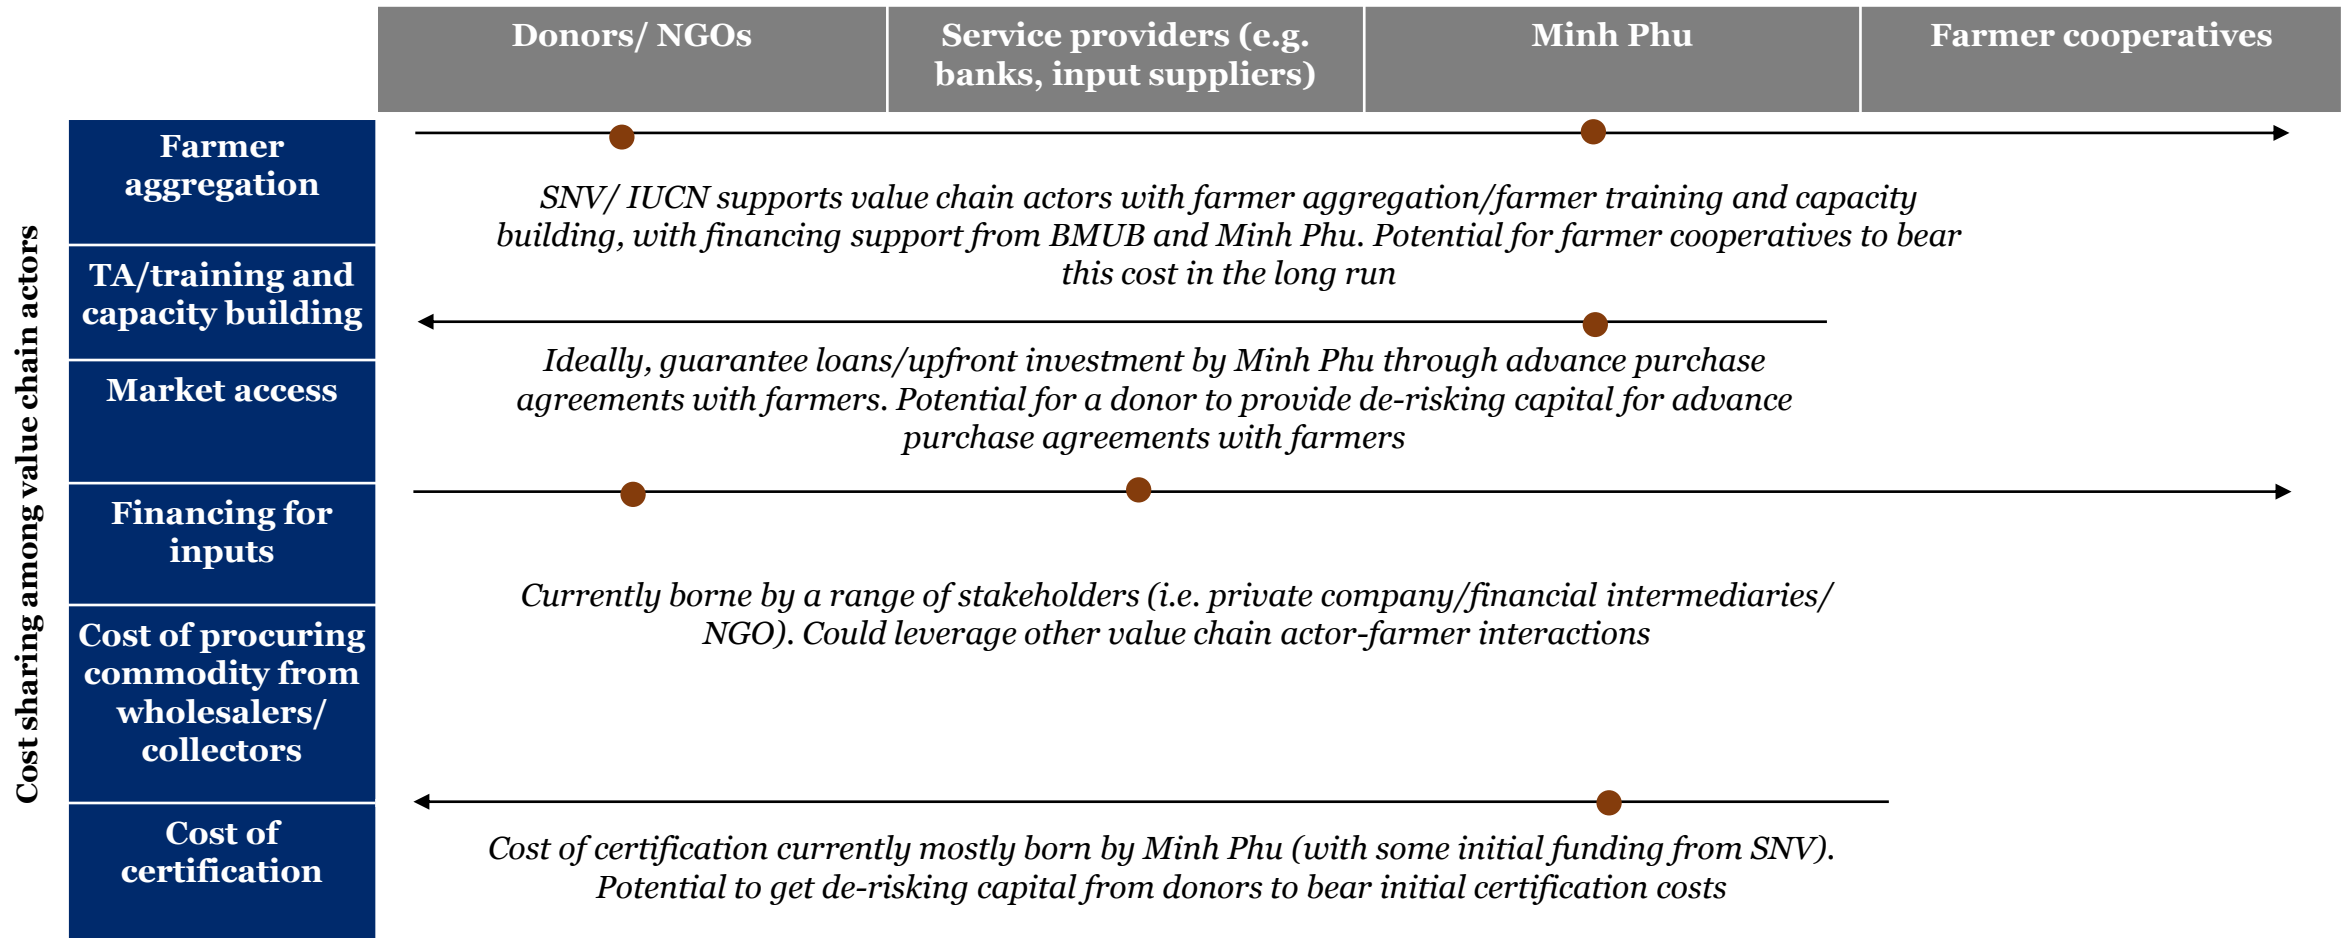 Donors/ NGOs
Service providers (e.g.
banks, input suppliers)
Minh Phu
Farmer cooperatives
Cost sharing among value chain actors
Farmer
aggregation
SNV/ IUCN supports value chain actors with farmer aggregation/farmer training and capacity
building, with financing support from BMUB and Minh Phu. Potential for farmer cooperatives to bear
this cost in the long run
TA/training and
capacity building
Market access
Ideally, guarantee loans/upfront investment by Minh Phu through advance purchase
agreements with farmers. Potential for a donor to provide de-risking capital for advance
purchase agreements with farmers
Financing for
inputs
Currently borne by a range of stakeholders (i.e. private company/financial intermediaries/
NGO). Could leverage other value chain actor-farmer interactions
Cost of procuring
commodity from
wholesalers/
collectors
Cost of
certification
Cost of certification currently mostly born by Minh Phu (with some initial funding from SNV).
Potential to get de-risking capital from donors to bear initial certification costs